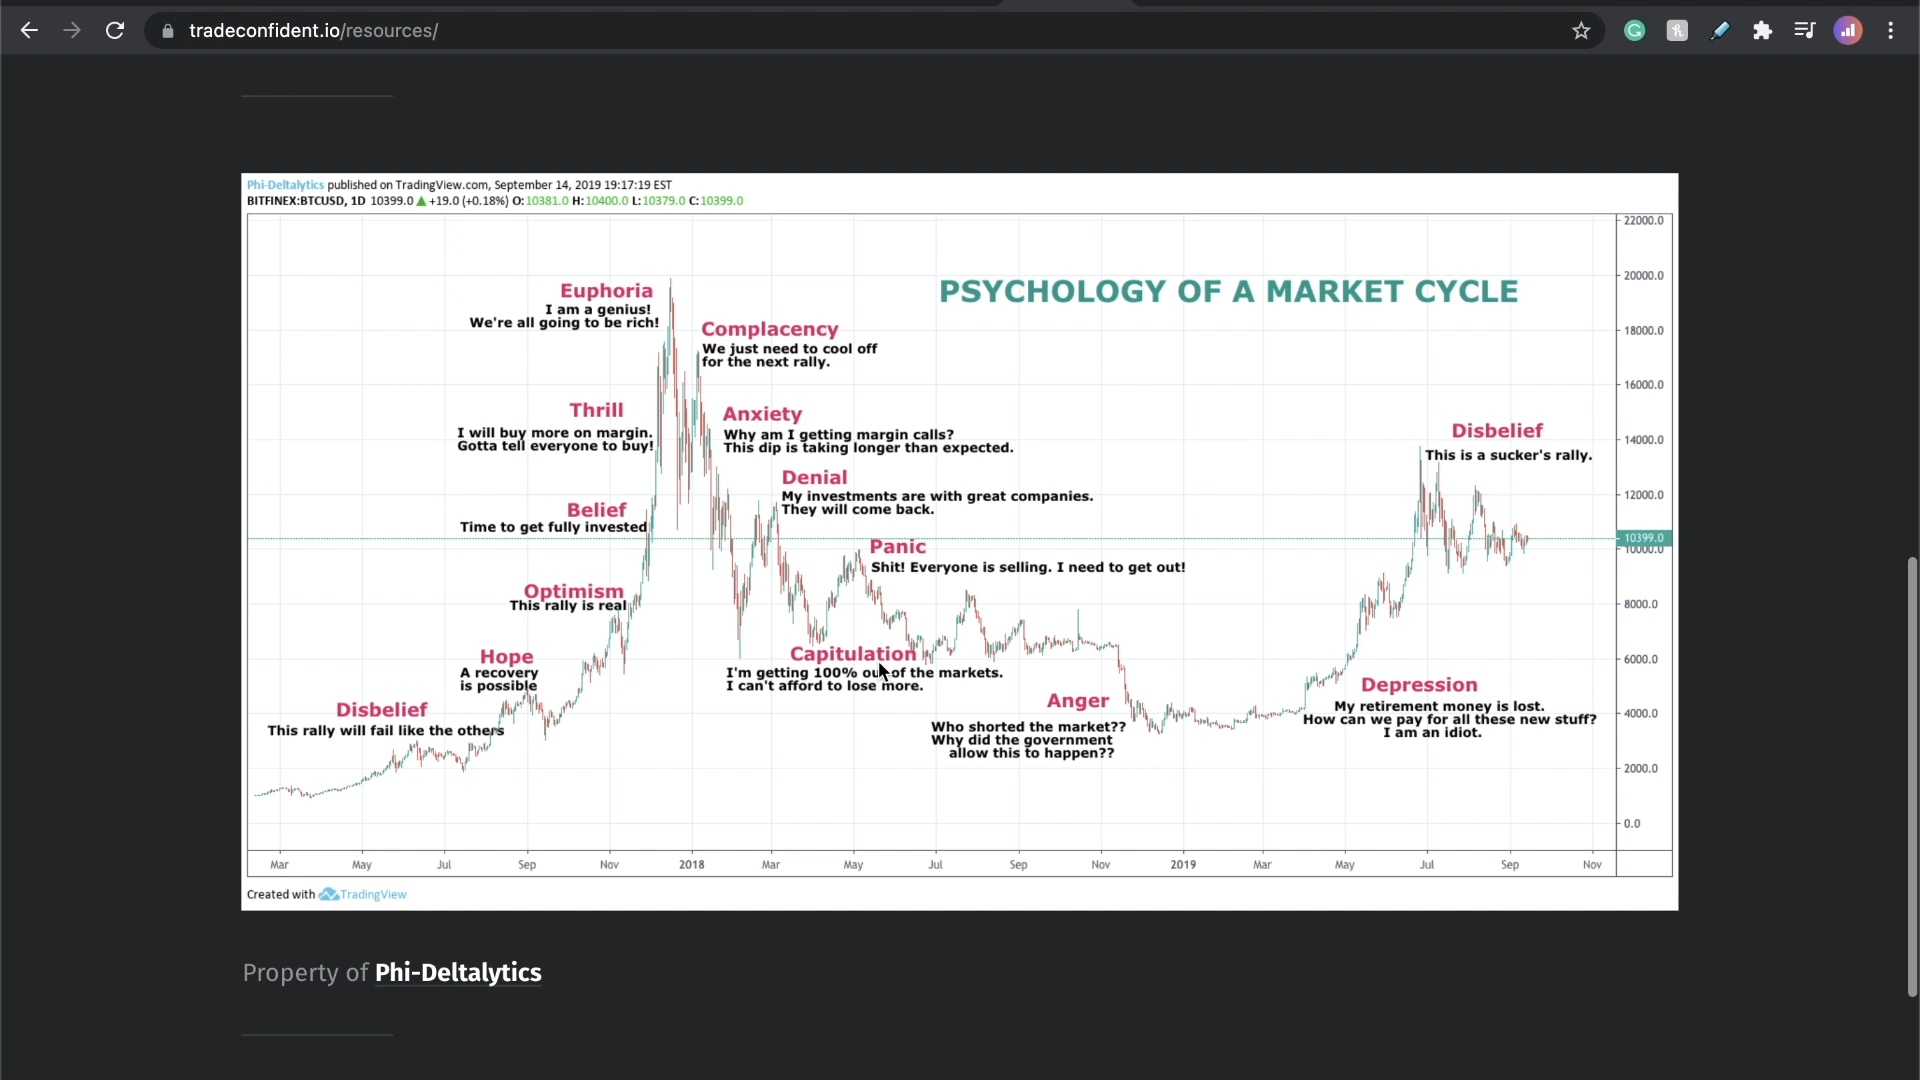 tradeconfident.io/resources/
Phi-Deltalytics published on TradingView.com, September 14, 2019 19:17:19 EST
BITFINEX:BTCUSD, 1D 10399.0 ▲ +19.0 (+0.18%) O:10381.0 H:10400.0 L:10379.0 C:10399.0
PSYCHOLOGY OF A MARKET CYCLE
Euphoria
I am a genius!
We're all going to be rich!
Complacency
We just need to cool off
for the next rally.
Thrill
I will buy more on margin.
Gotta tell everyone to buy!
Anxiety
Why am I getting margin calls?
This dip is taking longer than expected.
Disbelief
This is a sucker's rally.
Denial
My investments are with great companies.
They will come back.
Belief
Time to get fully invested
Panic
Shit! Everyone is selling. I need to get out!
Optimism
This rally is real
Hope
A recovery
is possible
Capitulation
I'm getting 100% out of the markets.
I can't afford to lose more.
Disbelief
This rally will fail like the others
Anger
Who shorted the market??
Why did the government
allow this to happen??
Depression
My retirement money is lost.
How can we pay for all these new stuff?
I am an idiot.
22000.0
20000.0
18000.0
16000.0
14000.0
12000.0
10399.0
10000.0
8000.0
6000.0
4000.0
2000.0
0.0
Mar May Jul Sep Nov 2018 Mar May Jul Sep Nov 2019 Mar May Jul Sep Nov
Created with TradingView
Property of Phi-Deltalytics